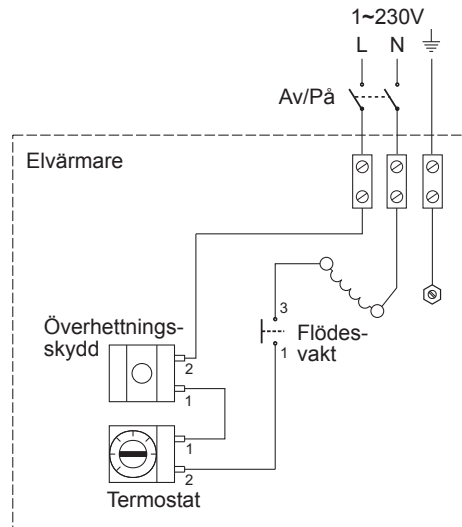 1~230V
L N
Av/På
Elvärmare
3
Överhettnings-
skydd
Flödes-
vakt
1
2
1
1
2
Termostat